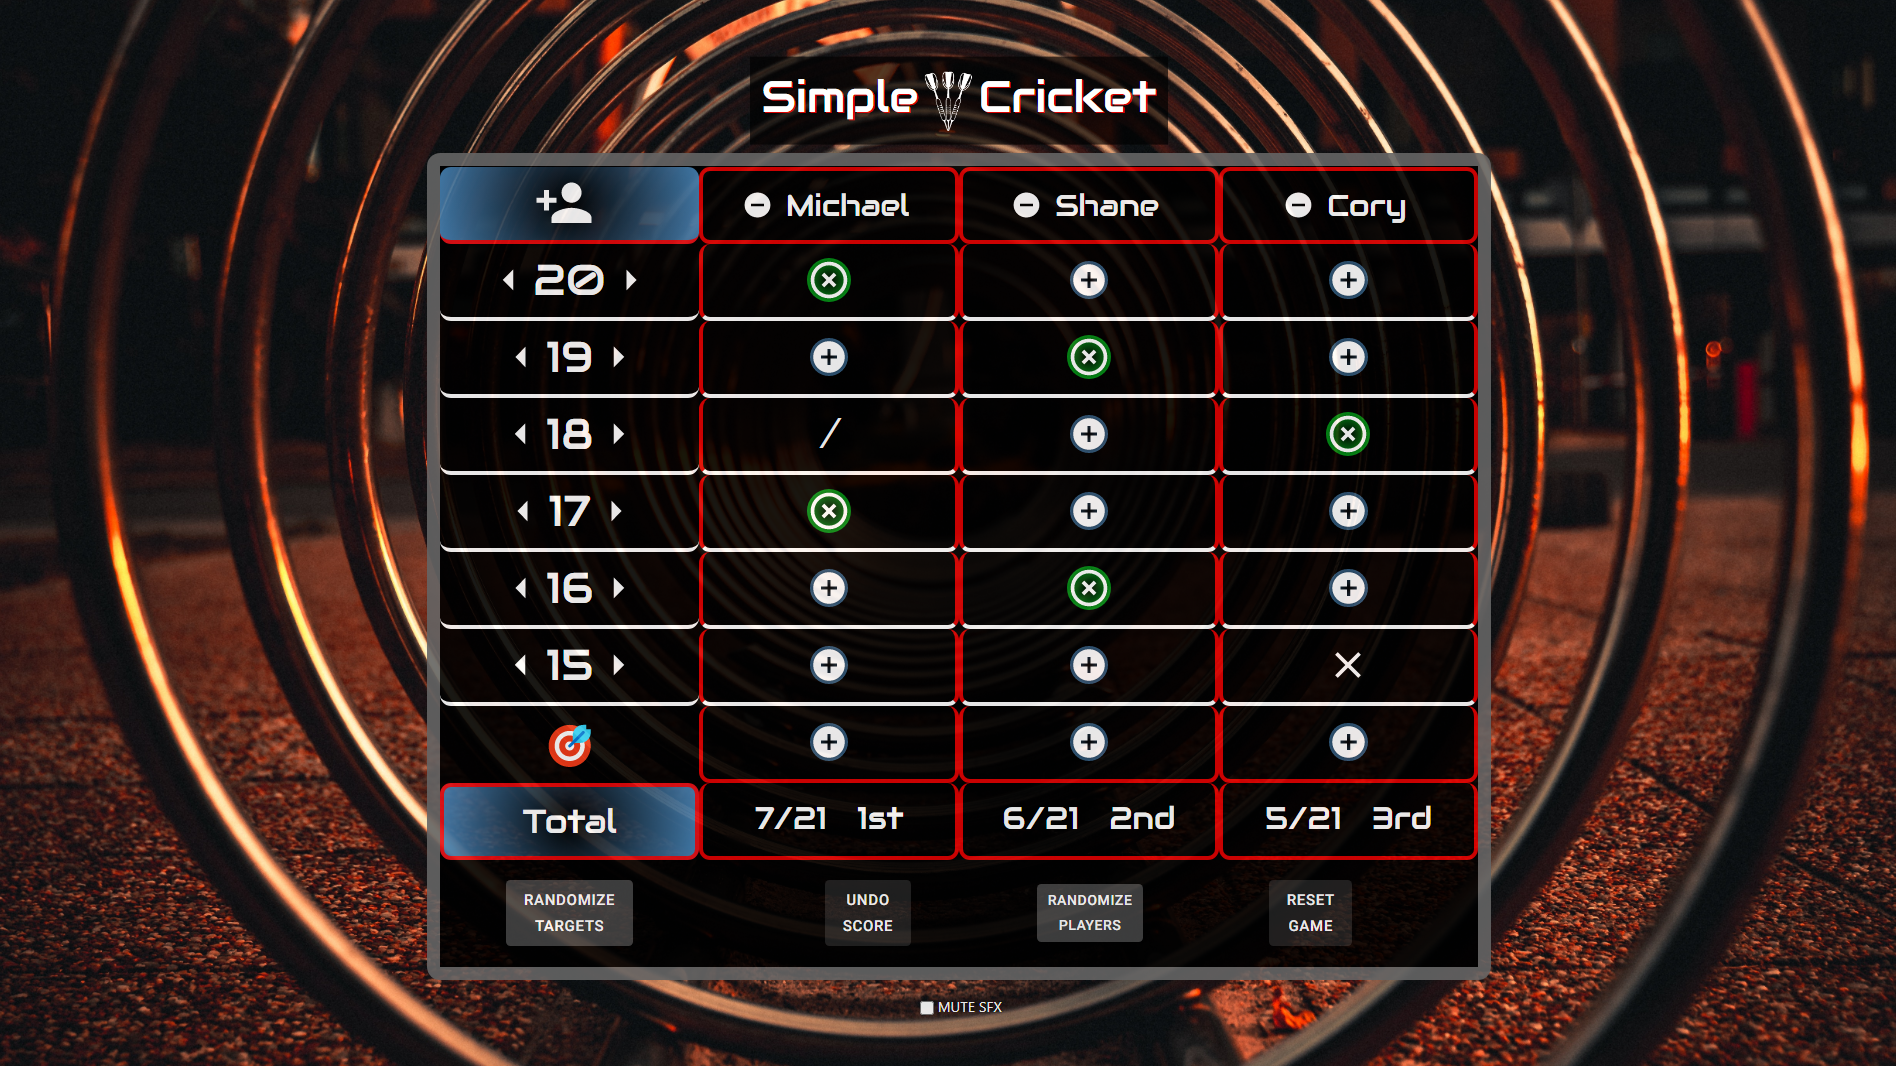 Simple Cricket
Michael Shane Cory
20
19
18 /
17
16
15
Total 7/21 1st 6/21 2nd 5/21 3rd
RANDOMIZE
TARGETS
UNDO
SCORE
RANDOMIZE
PLAYERS
RESET
GAME
MUTE SFX